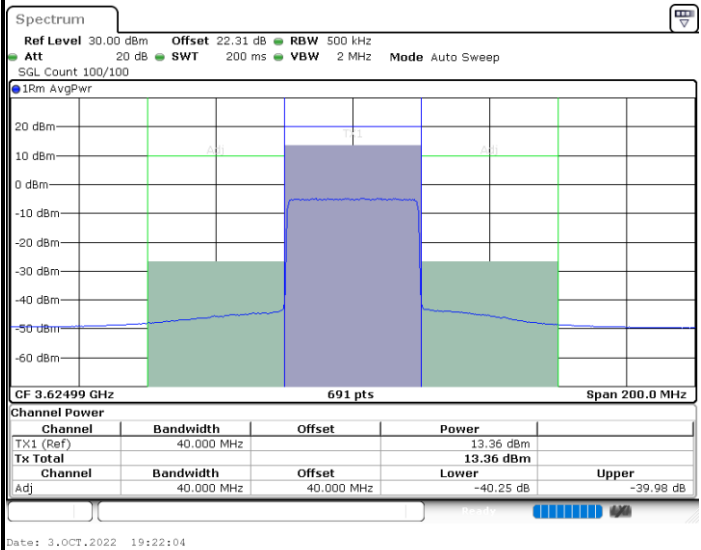 Spectrum
Ref Level 30.00 dBm Offset 22.31 dB RBW 500 kHz
Att 20 dB SWT 200 ms VBW 2 MHz Mode Auto Sweep
SGL Count 100/100
1Rm AvgPwr
20 dBm
TX1
10 dBm
Adj
Adj
0 dBm
-10 dBm
-20 dBm
-30 dBm
-40 dBm
-50 dBm
-60 dBm
CF 3.62499 GHz 691 pts Span 200.0 MHz
Channel Power
Channel Bandwidth Offset Power
TX1 (Ref) 40.000 MHz 13.36 dBm
Tx Total 13.36 dBm
Channel Bandwidth Offset Lower Upper
Adj 40.000 MHz 40.000 MHz -40.25 dB -39.98 dB
Ready
Date: 3.OCT.2022 19:22:04